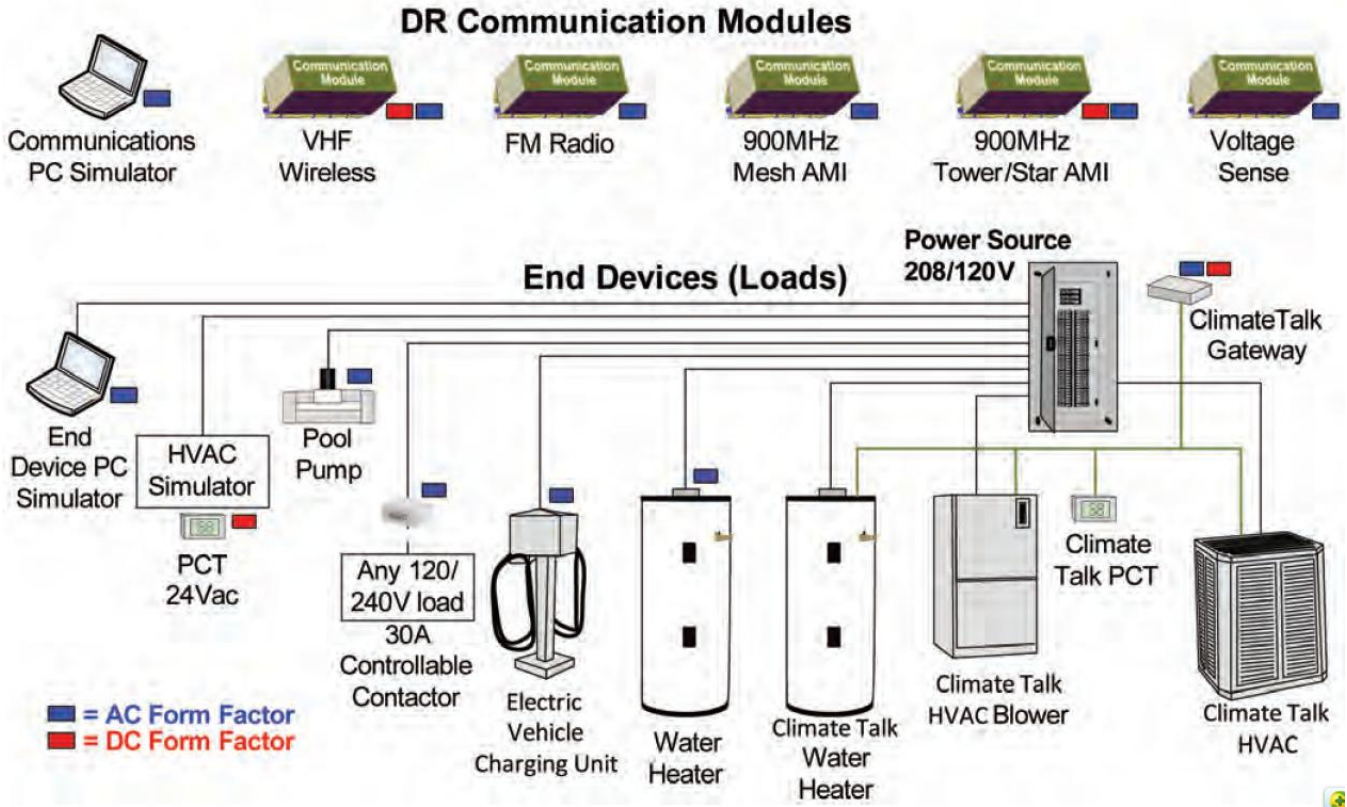 DR Communication Modules
Communication
Module
Communication
Module
Communication
Module
Communication
Module
Communication
Module
Communications
PC Simulator
VHF
Wireless
FM Radio
900MHz
Mesh AMI
900MHz
Tower/Star AMI
Voltage
Sense
Power Source
208/120V
End Devices (Loads)
ClimateTalk
Gateway
End
Device PC
Simulator
HVAC
Simulator
PCT
24Vac
Pool
Pump
Any 120/
240V load
30A
Controllable
Contactor
Electric
Vehicle
Charging Unit
Water
Heater
Climate Talk
Water
Heater
Climate Talk
HVAC Blower
Climate
Talk PCT
Climate Talk
HVAC
= AC Form Factor
= DC Form Factor